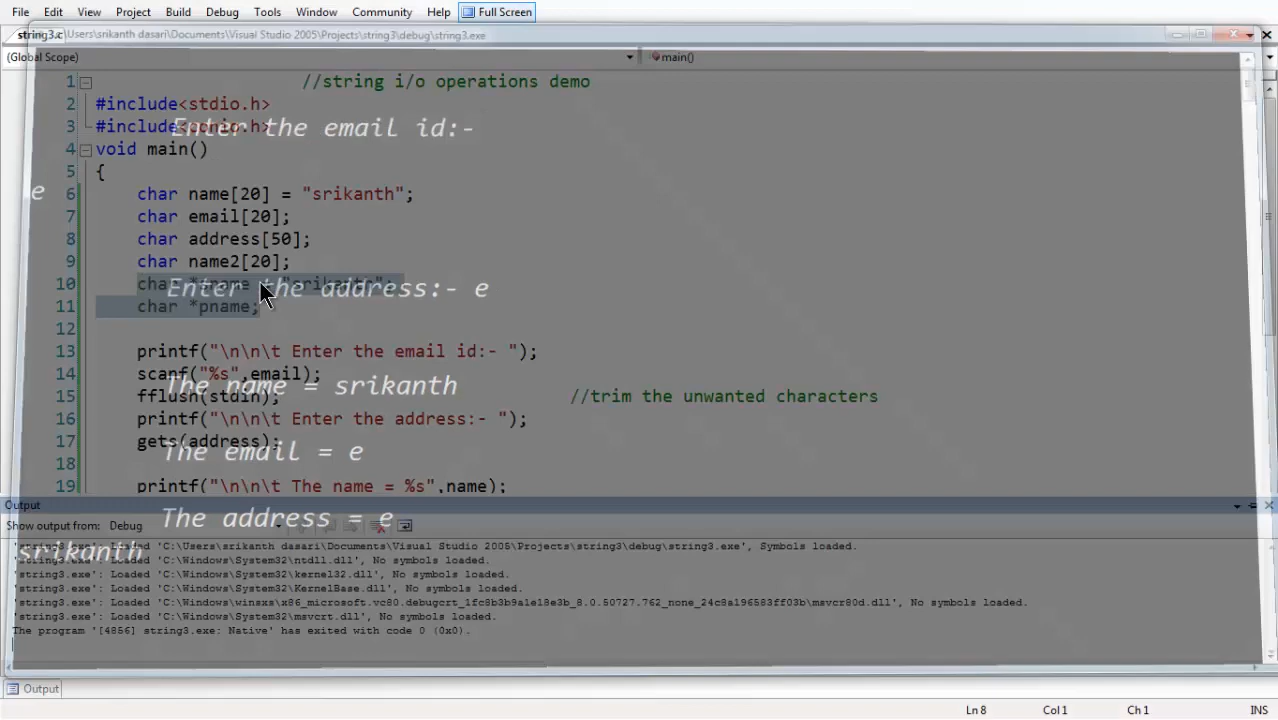 File Edit View Project Build Debug Tools Window Community Help Full Screen
string3.c \Users\srikanth dasari\Documents\Visual Studio 2005\Projects\string3\debug\string3.exe
(Global Scope) main()
1 //string i/o operations demo
2 #include<stdio.h>
3 #include<conio.h>
Enter the email id:-
4 void main()
5 {
e
6 char name[20] = "srikanth";
7 char email[20];
8 char address[50];
9 char name2[20];
10
Enter the address:- e
11 char *pname;
12
13 printf("\n\n\t Enter the email id:- ");
14 scanf("%s",email);
The name = srikanth
15 fflush(stdin); //trim the unwanted characters
16 printf("\n\n\t Enter the address:- ");
17 gets(address);
The email = e
18
19 printf("\n\n\t The name = %s",name);
Output
The address = e
Show output from: Debug
srikanth
'string3.exe': Loaded 'C:\Users\srikanth dasari\Documents\Visual Studio 2005\Projects\string3\debug\string3.exe', Symbols loaded.
'string3.exe': Loaded 'C:\Windows\System32\ntdll.dll', No symbols loaded.
'string3.exe': Loaded 'C:\Windows\System32\kernel32.dll', No symbols loaded.
'string3.exe': Loaded 'C:\Windows\System32\KernelBase.dll', No symbols loaded.
'string3.exe': Loaded 'C:\Windows\winsxs\x86_microsoft.vc80.debugcrt_1fc8b3b9a1e18e3b_8.0.50727.762_none_24c8a196583ff03b\msvcr80d.dll', No symbols loaded.
'string3.exe': Loaded 'C:\Windows\System32\msvcrt.dll', No symbols loaded.
The program '[4856] string3.exe: Native' has exited with code 0 (0x0).
Output
Ln 8 Col 1 Ch 1 INS